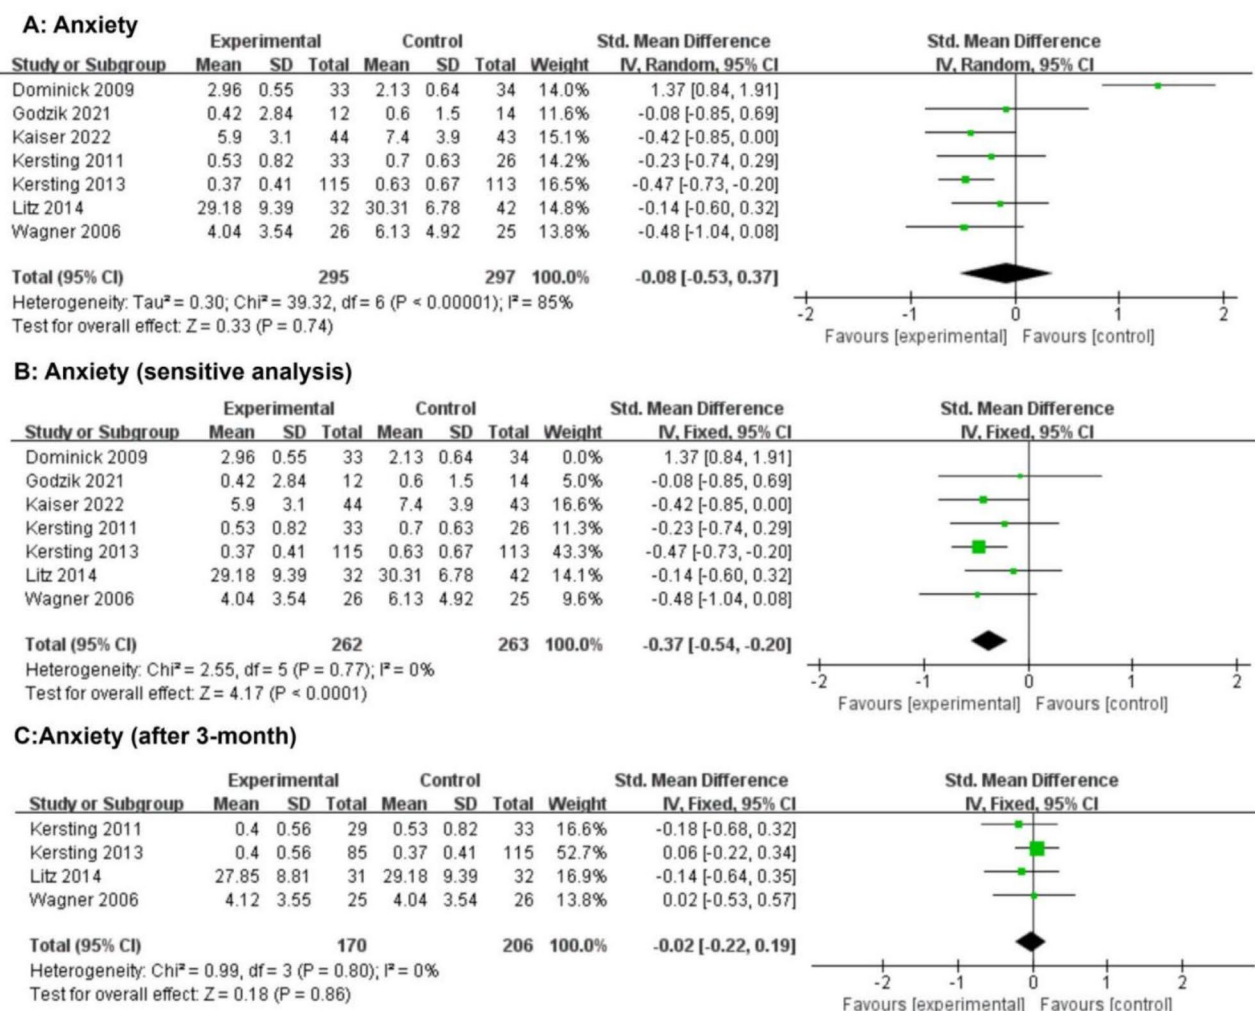 A: Anxiety
Experimental Control Std. Mean Difference Std. Mean Difference
Study or Subgroup Mean SD Total Mean SD Total Weight IV, Random, 95% CI IV, Random, 95% CI
Dominick 2009 2.96 0.55 33 2.13 0.64 34 14.0% 1.37 [0.84, 1.91]
Godzik 2021 0.42 2.84 12 0.6 1.5 14 11.6% -0.08 [-0.85, 0.69]
Kaiser 2022 5.9 3.1 44 7.4 3.9 43 15.1% -0.42 [-0.85, 0.00]
Kersting 2011 0.53 0.82 33 0.7 0.63 26 14.2% -0.23 [-0.74, 0.29]
Kersting 2013 0.37 0.41 115 0.63 0.67 113 16.5% -0.47 [-0.73, -0.20]
Litz 2014 29.18 9.39 32 30.31 6.78 42 14.8% -0.14 [-0.60, 0.32]
Wagner 2006 4.04 3.54 26 6.13 4.92 25 13.8% -0.48 [-1.04, 0.08]
Total (95% CI) 295 297 100.0% -0.08 [-0.53, 0.37]
Heterogeneity: Tau² = 0.30; Chi² = 39.32, df = 6 (P < 0.00001); I² = 85%
Test for overall effect: Z = 0.33 (P = 0.74)
-2 -1 0 1 2
Favours [experimental] Favours [control]
B: Anxiety (sensitive analysis)
Experimental Control Std. Mean Difference Std. Mean Difference
Study or Subgroup Mean SD Total Mean SD Total Weight IV, Fixed, 95% CI IV, Fixed, 95% CI
Dominick 2009 2.96 0.55 33 2.13 0.64 34 0.0% 1.37 [0.84, 1.91]
Godzik 2021 0.42 2.84 12 0.6 1.5 14 5.0% -0.08 [-0.85, 0.69]
Kaiser 2022 5.9 3.1 44 7.4 3.9 43 16.6% -0.42 [-0.85, 0.00]
Kersting 2011 0.53 0.82 33 0.7 0.63 26 11.3% -0.23 [-0.74, 0.29]
Kersting 2013 0.37 0.41 115 0.63 0.67 113 43.3% -0.47 [-0.73, -0.20]
Litz 2014 29.18 9.39 32 30.31 6.78 42 14.1% -0.14 [-0.60, 0.32]
Wagner 2006 4.04 3.54 26 6.13 4.92 25 9.6% -0.48 [-1.04, 0.08]
Total (95% CI) 262 263 100.0% -0.37 [-0.54, -0.20]
Heterogeneity: Chi² = 2.55, df = 5 (P = 0.77); I² = 0%
Test for overall effect: Z = 4.17 (P < 0.0001)
-2 -1 0 1 2
Favours [experimental] Favours [control]
C:Anxiety (after 3-month)
Experimental Control Std. Mean Difference Std. Mean Difference
Study or Subgroup Mean SD Total Mean SD Total Weight IV, Fixed, 95% CI IV, Fixed, 95% CI
Kersting 2011 0.4 0.56 29 0.53 0.82 33 16.6% -0.18 [-0.68, 0.32]
Kersting 2013 0.4 0.56 85 0.37 0.41 115 52.7% 0.06 [-0.22, 0.34]
Litz 2014 27.85 8.81 31 29.18 9.39 32 16.9% -0.14 [-0.64, 0.35]
Wagner 2006 4.12 3.55 25 4.04 3.54 26 13.8% 0.02 [-0.53, 0.57]
Total (95% CI) 170 206 100.0% -0.02 [-0.22, 0.19]
Heterogeneity: Chi² = 0.99, df = 3 (P = 0.80); I² = 0%
Test for overall effect: Z = 0.18 (P = 0.86)
-2 -1 0 1 2
Favours [experimental] Favours [control]